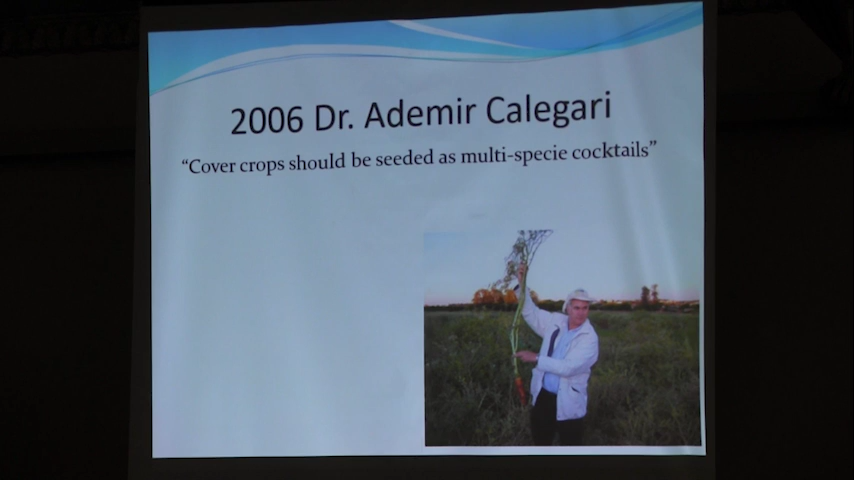 2006 Dr. Ademir Calegari
“Cover crops should be seeded as multi-specie cocktails”